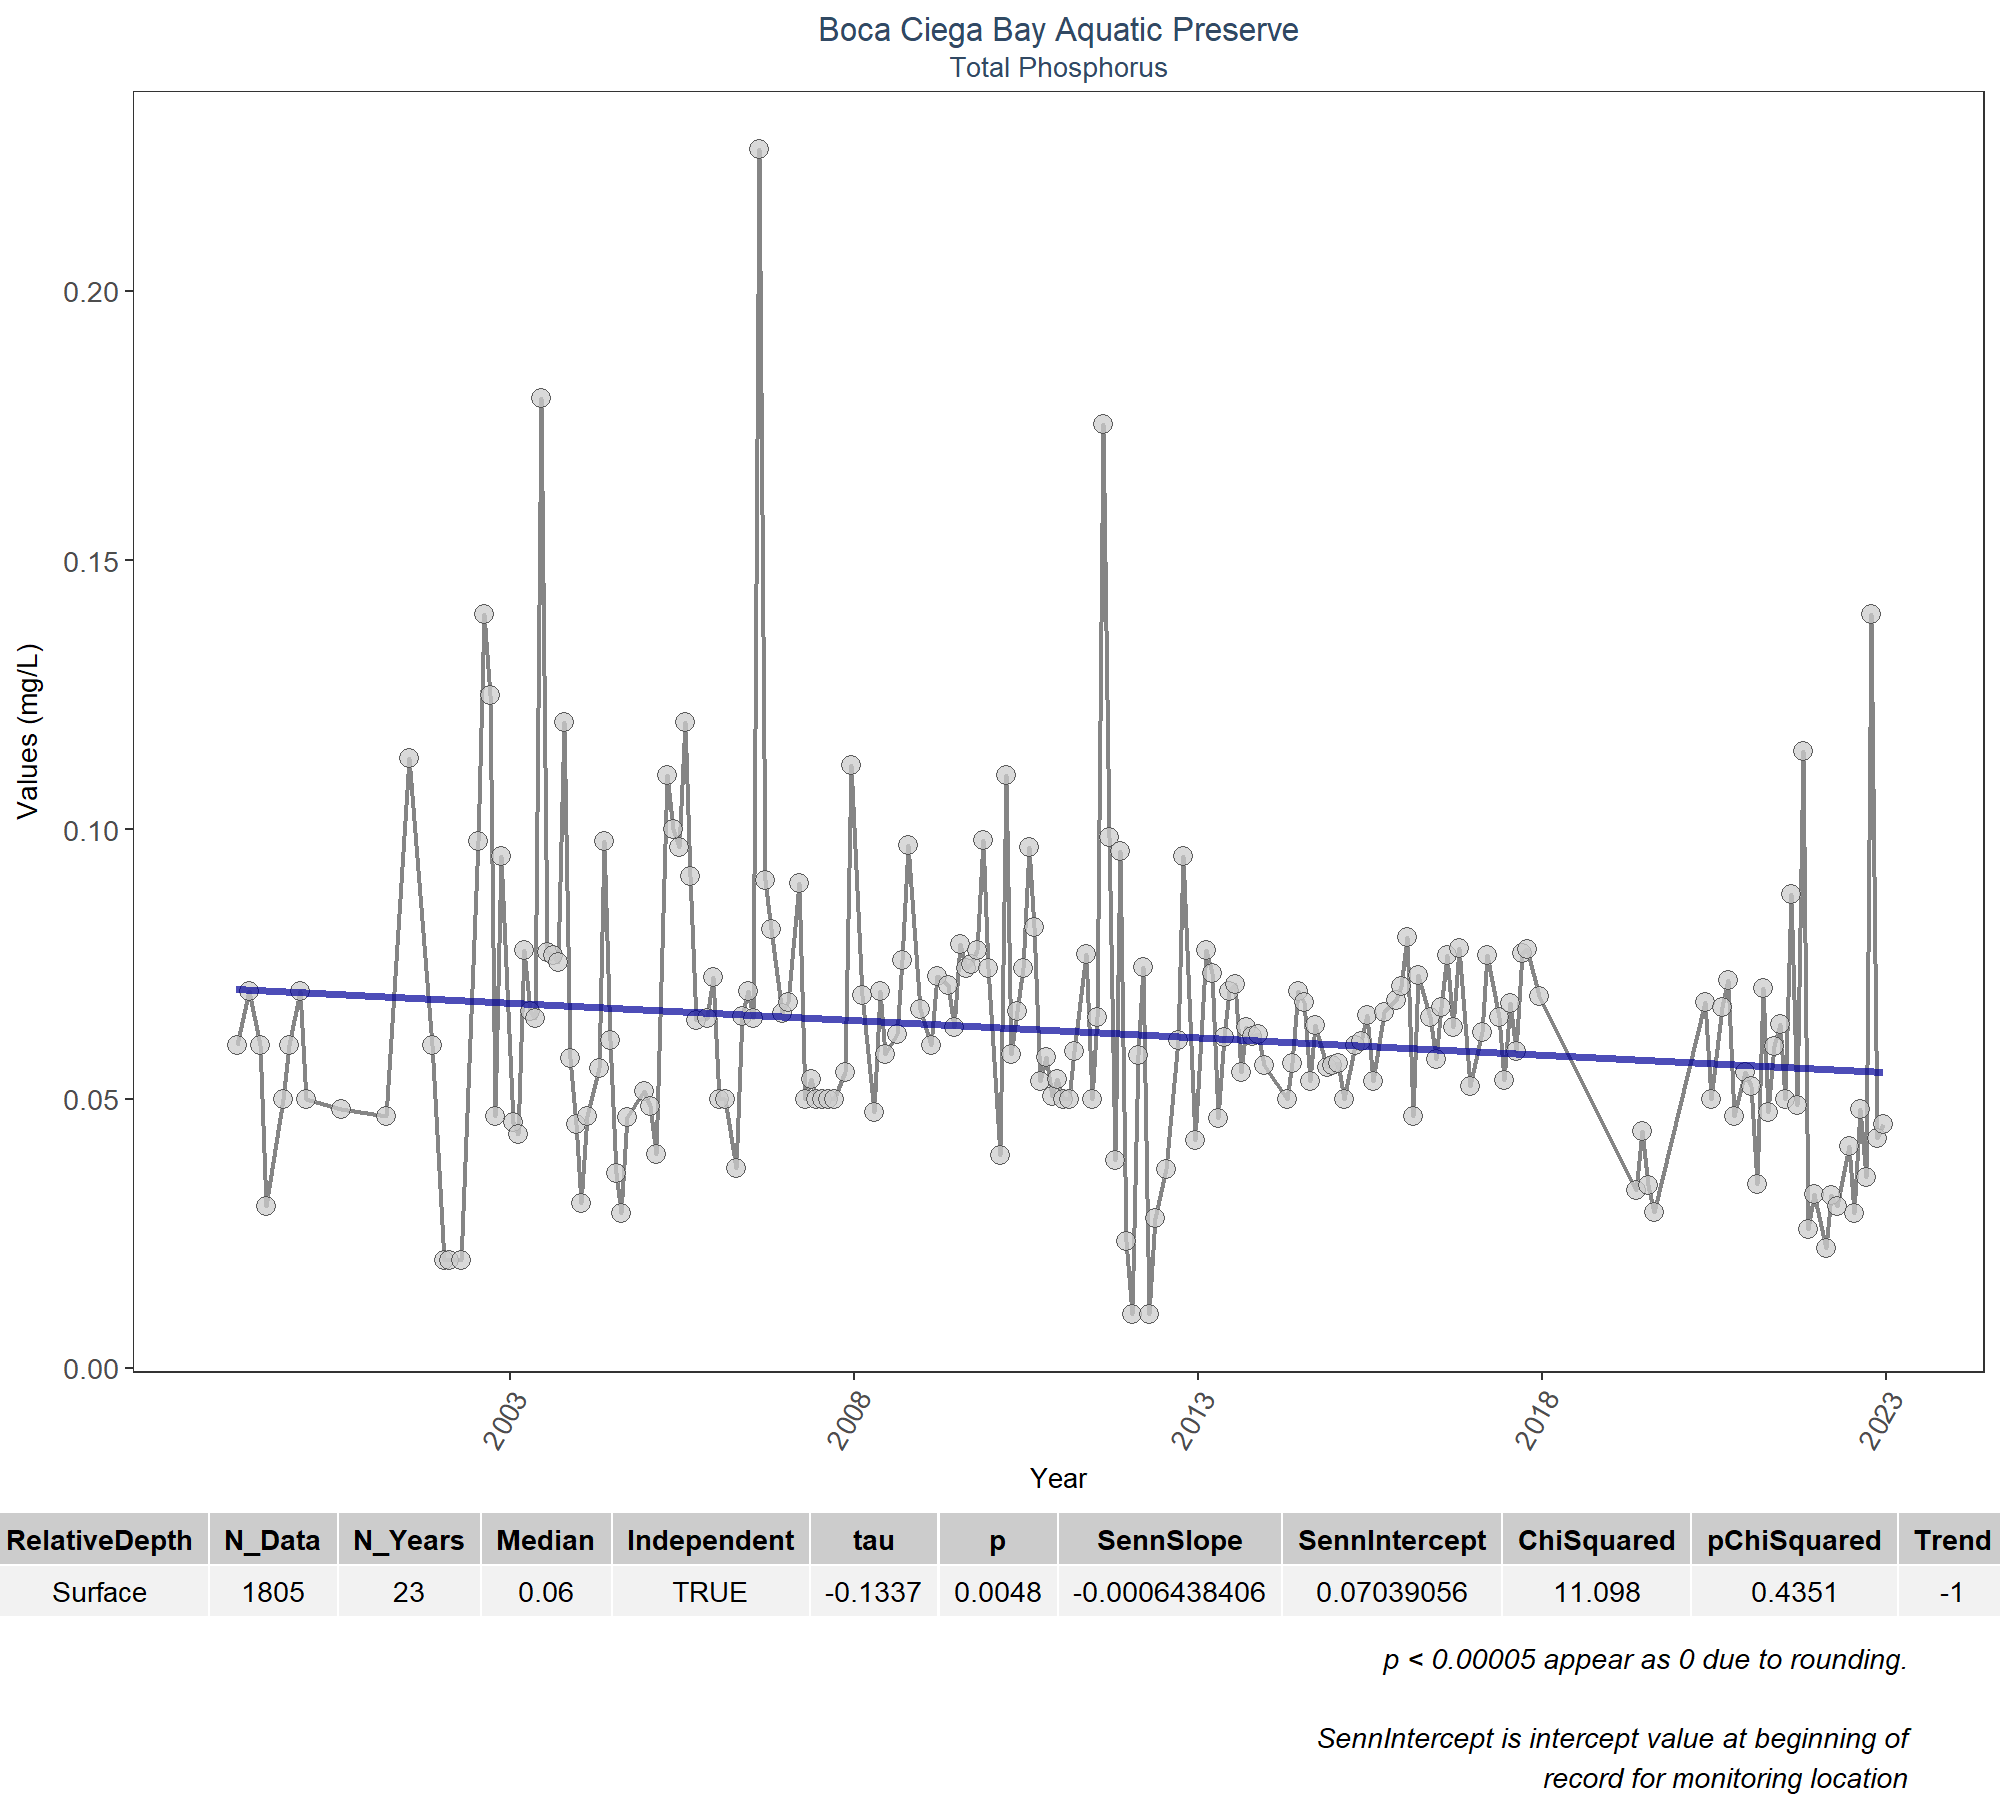 Boca Ciega Bay Aquatic Preserve
Total Phosphorus
0.20
0.15
0.10
0.05
0.00
Values (mg/L)
2003 2008 2013 2018 2023
Year
RelativeDepth N_Data N_Years Median Independent tau p SennSlope SennIntercept ChiSquared pChiSquared Trend
Surface 1805 23 0.06 TRUE -0.1337 0.0048 -0.0006438406 0.07039056 11.098 0.4351 -1
p < 0.00005 appear as 0 due to rounding.
SennIntercept is intercept value at beginning of
record for monitoring location